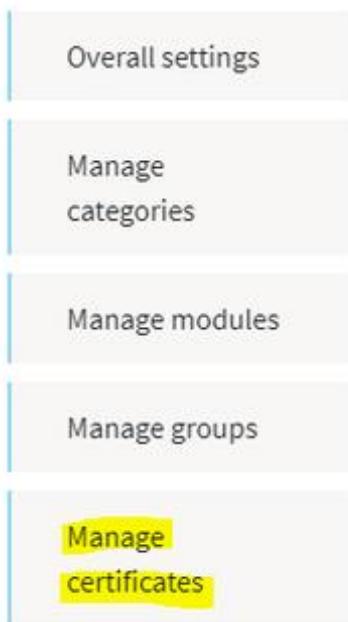 Overall settings
Manage
categories
Manage modules
Manage groups
Manage
certificates